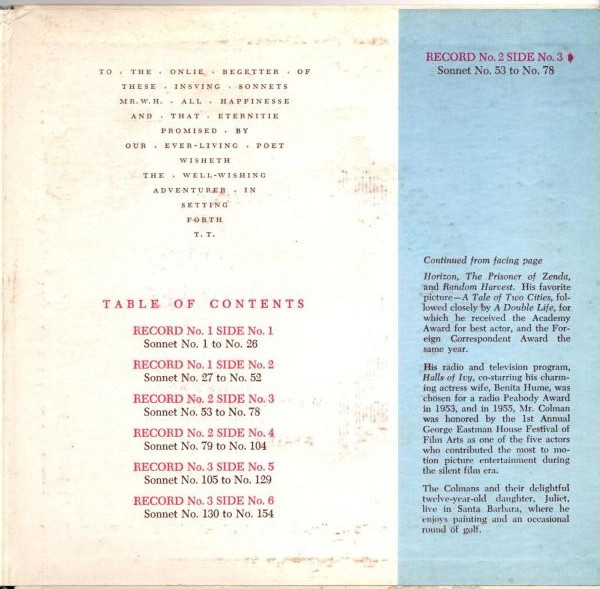 TO · THE · ONLIE · BEGETTER · OF
THESE · INSVING · SONNETS
MR.W.H. · ALL · HAPPINESSE
AND · THAT · ETERNITIE
PROMISED · BY
OUR · EVER-LIVING · POET
WISHETH
THE · WELL-WISHING
ADVENTURER · IN
SETTING
FORTH
T. T.
TABLE OF CONTENTS
RECORD No. 1 SIDE No. 1
Sonnet No. 1 to No. 26
RECORD No. 1 SIDE No. 2
Sonnet No. 27 to No. 52
RECORD No. 2 SIDE No. 3
Sonnet No. 53 to No. 78
RECORD No. 2 SIDE No. 4
Sonnet No. 79 to No. 104
RECORD No. 3 SIDE No. 5
Sonnet No. 105 to No. 129
RECORD No. 3 SIDE No. 6
Sonnet No. 130 to No. 154
RECORD No. 2 SIDE No. 3
Sonnet No. 53 to No. 78
Continued from facing page
Horizon, The Prisoner of Zenda,
and Random Harvest. His favorite
picture—A Tale of Two Cities, fol-
lowed closely by A Double Life, for
which he received the Academy
Award for best actor, and the For-
eign Correspondent Award the
same year.
His radio and television program,
Halls of Ivy, co-starring his charm-
ing actress wife, Benita Hume, was
chosen for a radio Peabody Award
in 1953, and in 1955, Mr. Colman
was honored by the 1st Annual
George Eastman House Festival of
Film Arts as one of the five actors
who contributed the most to mo-
tion picture entertainment during
the silent film era.
The Colmans and their delightful
twelve-year-old daughter, Juliet,
live in Santa Barbara, where he
enjoys painting and an occasional
round of golf.